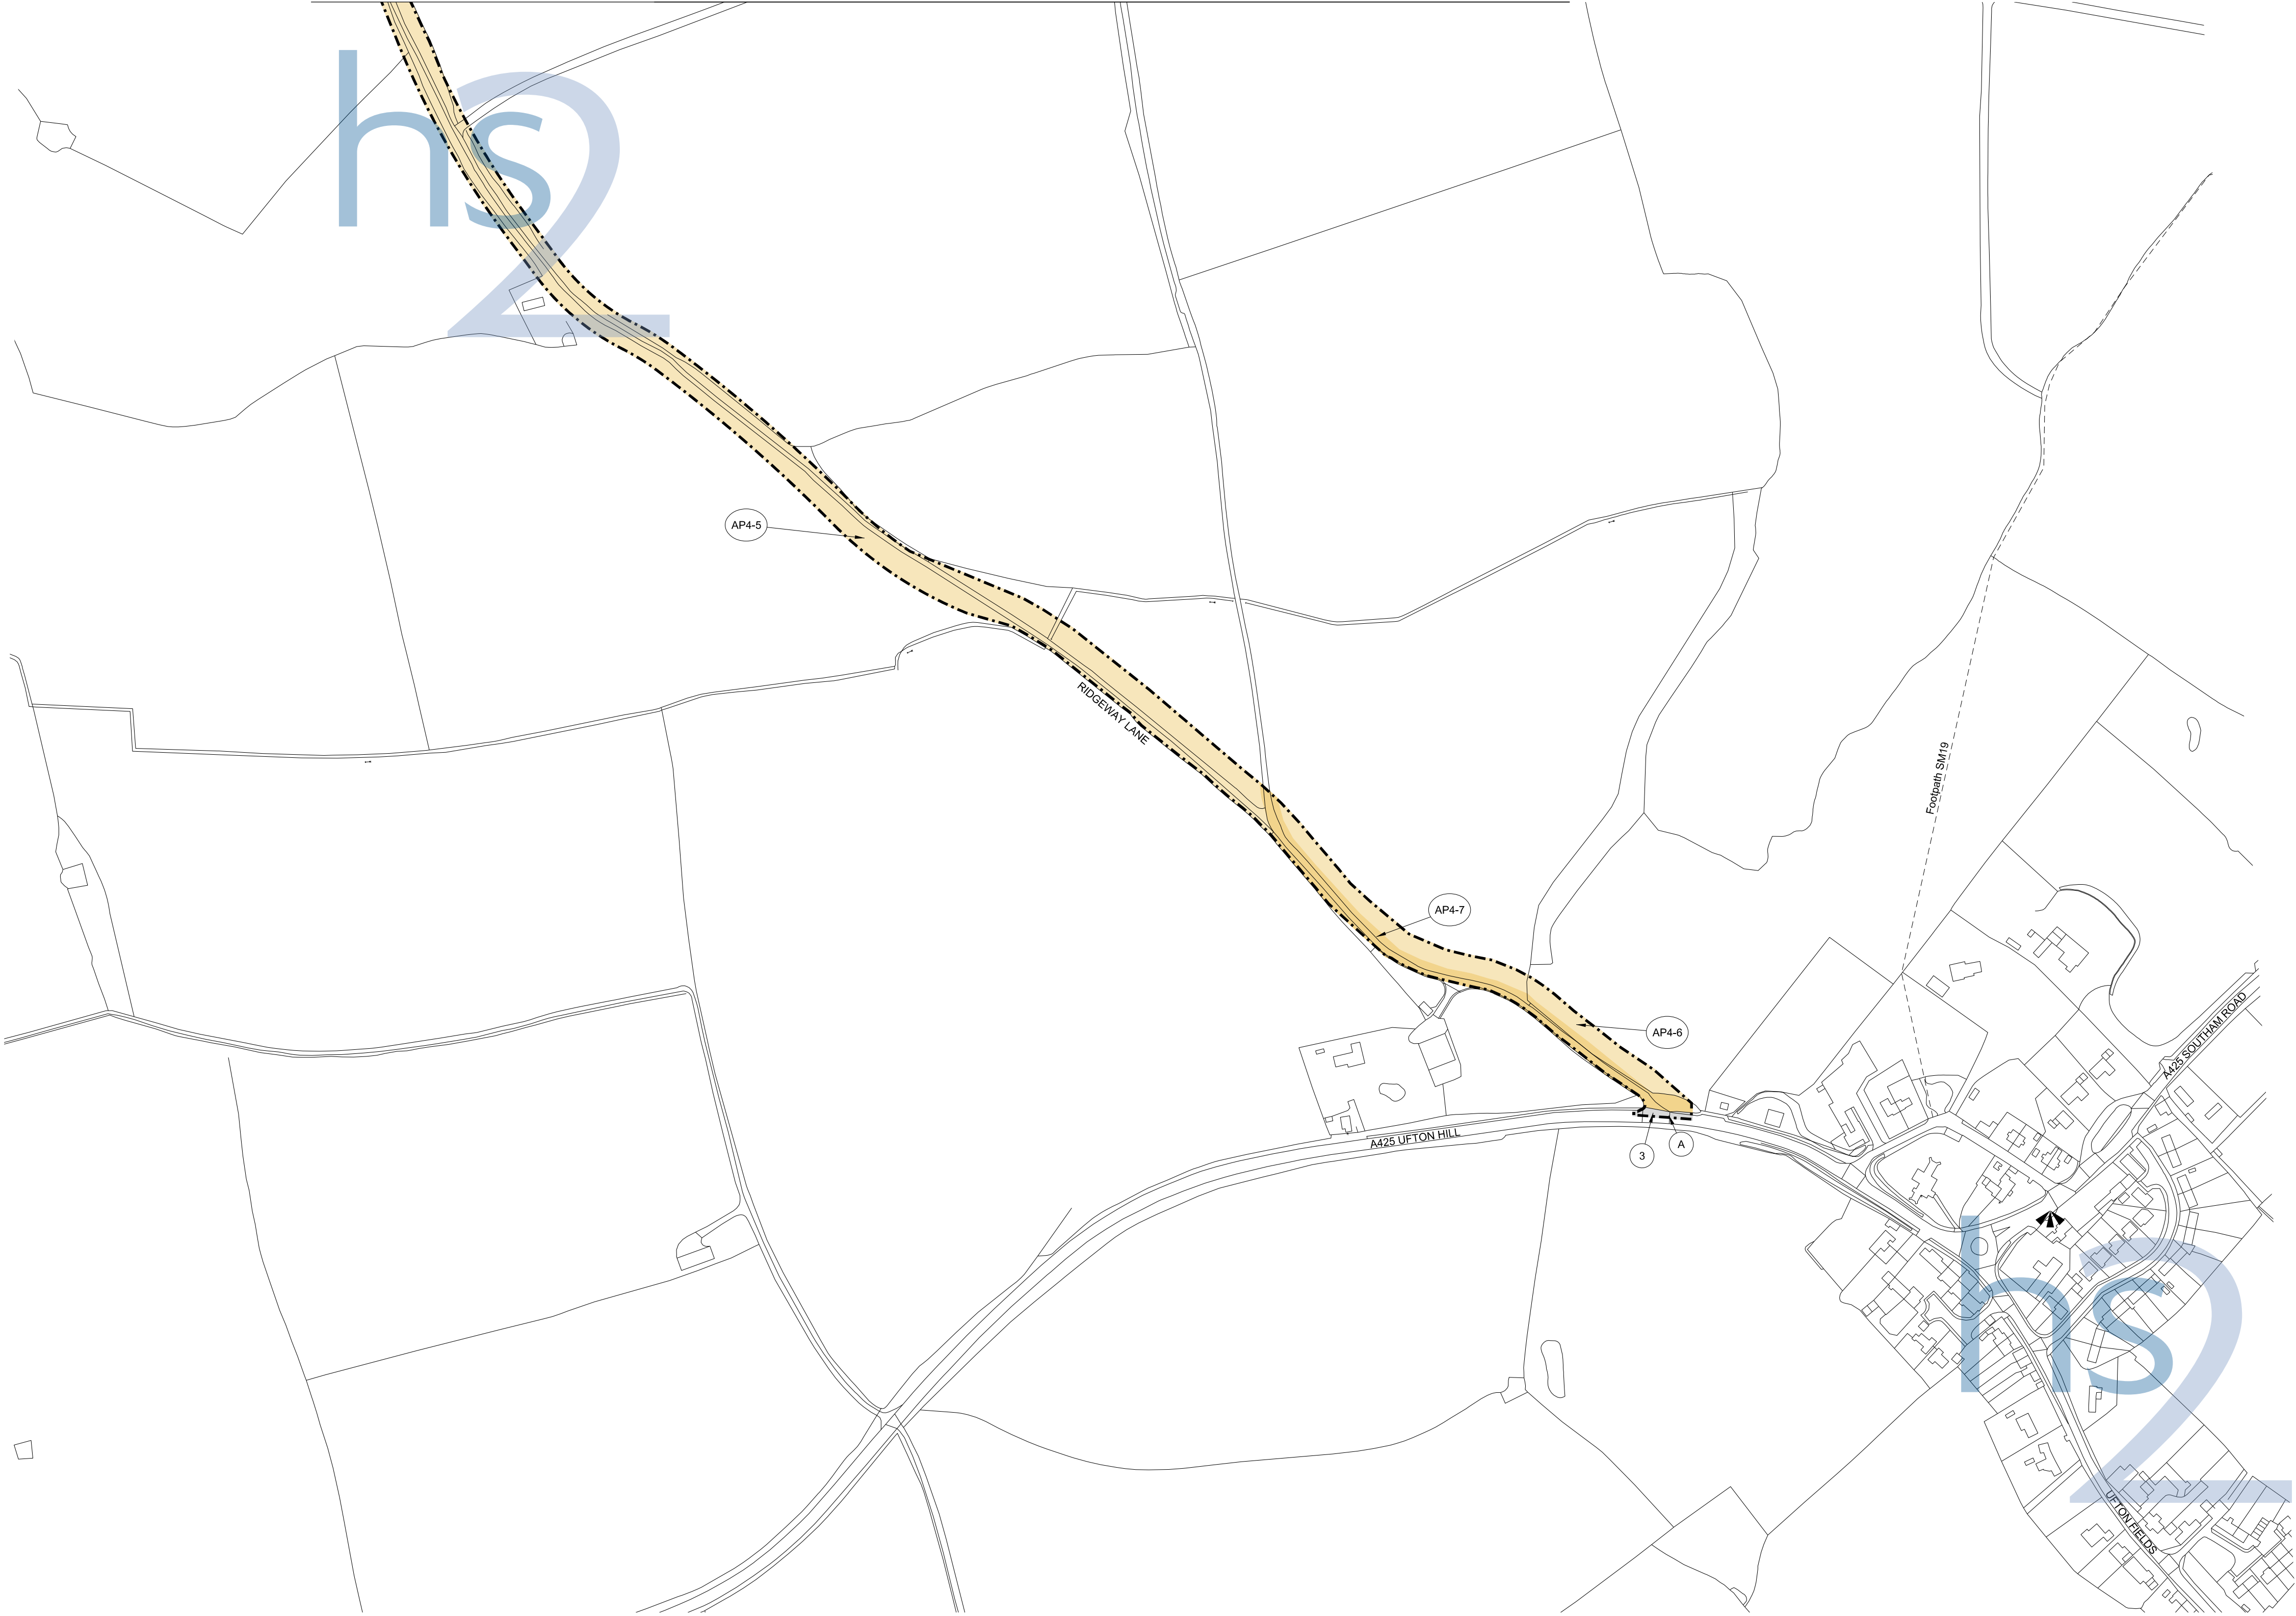 hs2
AP4-5
RIDGEWAY LANE
Footpath SM19
AP4-7
AP4-6
A425 SOUTHAM ROAD
A425 UFTON HILL
3
A
hs2
UFTON FIELDS